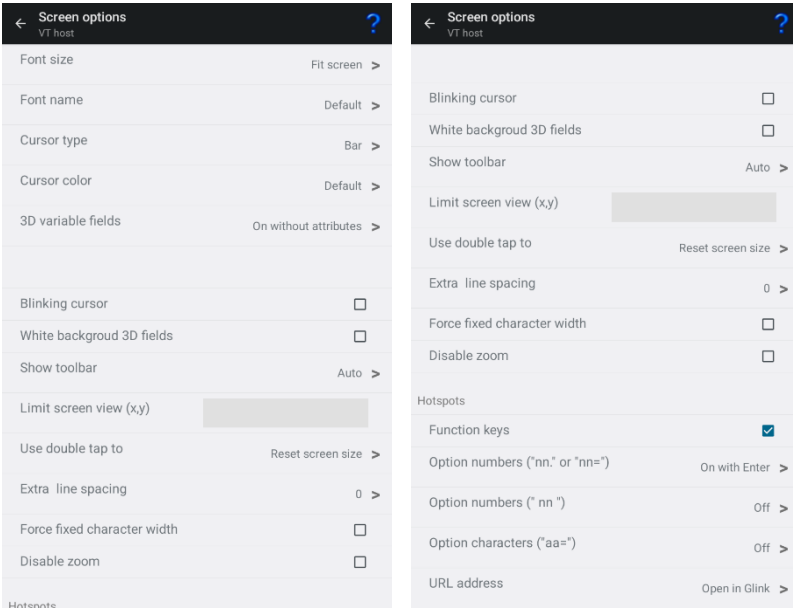 Screen options
VT host
?
Font size Fit screen >
Font name Default >
Cursor type Bar >
Cursor color Default >
3D variable fields On without attributes >
Blinking cursor
White backgroud 3D fields
Show toolbar Auto >
Limit screen view (x,y)
Use double tap to Reset screen size >
Extra  line spacing 0 >
Force fixed character width
Disable zoom
Hotspots
Screen options
VT host
?
Blinking cursor
White backgroud 3D fields
Show toolbar Auto >
Limit screen view (x,y)
Use double tap to Reset screen size >
Extra  line spacing 0 >
Force fixed character width
Disable zoom
Hotspots
Function keys
Option numbers ("nn." or "nn=") On with Enter >
Option numbers (" nn ") Off >
Option characters ("aa=") Off >
URL address Open in Glink >